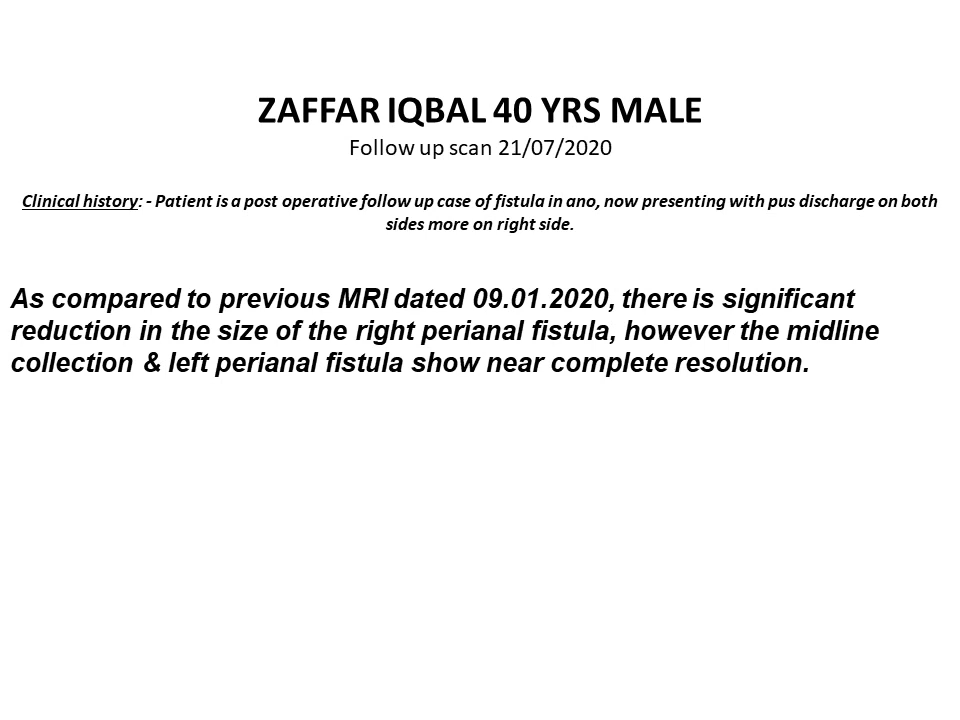 ZAFFAR IQBAL 40 YRS MALE
Follow up scan 21/07/2020
Clinical history: - Patient is a post operative follow up case of fistula in ano, now presenting with pus discharge on both
sides more on right side.
As compared to previous MRI dated 09.01.2020, there is significant
reduction in the size of the right perianal fistula, however the midline
collection & left perianal fistula show near complete resolution.